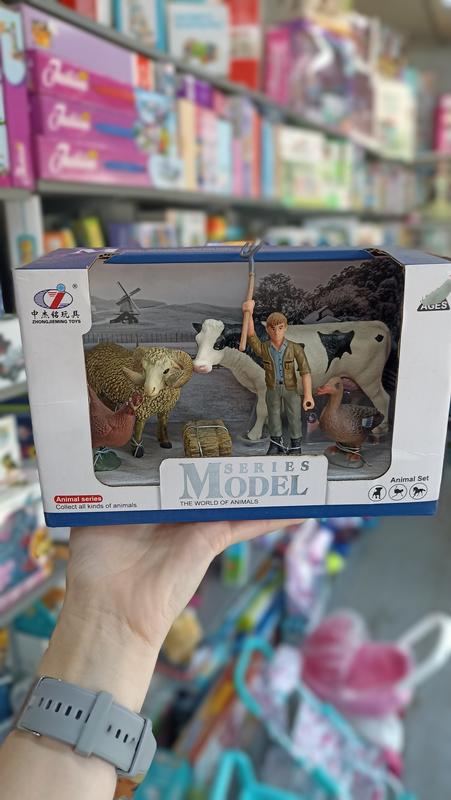 ®
中杰铭玩具
ZHONGJIEMING TOYS
AGES
SERIES
MODEL
THE WORLD OF ANIMALS
Animal series
Collect all kinds of animals
Animal Set